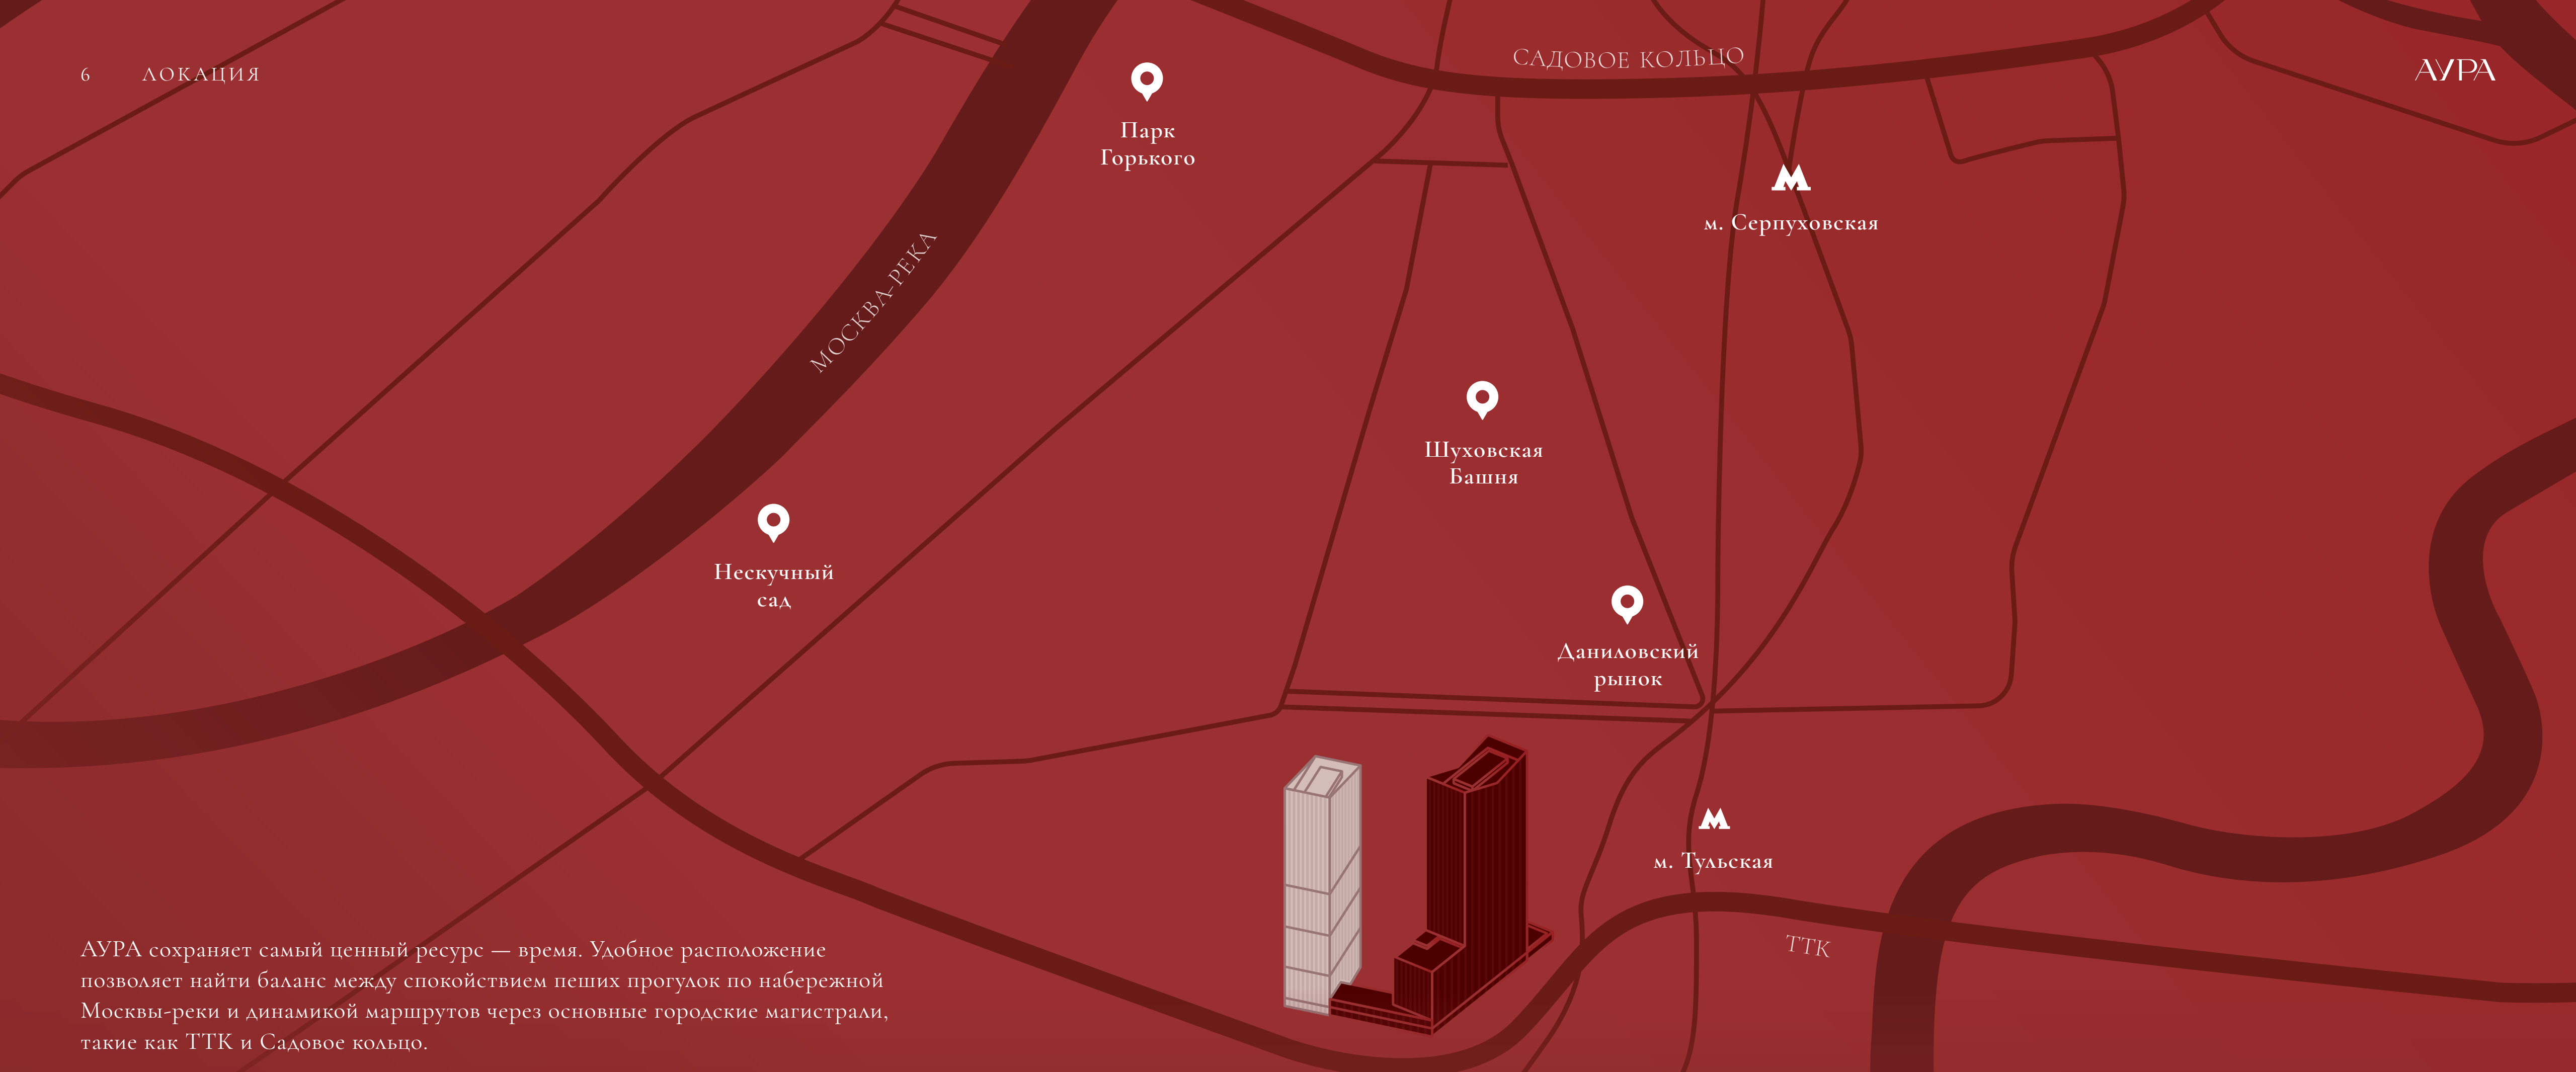 6 ЛОКАЦИЯ
САДОВОЕ КОЛЬЦО
АУРА
Парк
Горького
м. Серпуховская
МОСКВА-РЕКА
Шуховская
Башня
Нескучный
сад
Даниловский
рынок
м. Тульская
ТТК
АУРА сохраняет самый ценный ресурс — время. Удобное расположение
позволяет найти баланс между спокойствием пеших прогулок по набережной
Москвы-реки и динамикой маршрутов через основные городские магистрали,
такие как ТТК и Садовое кольцо.